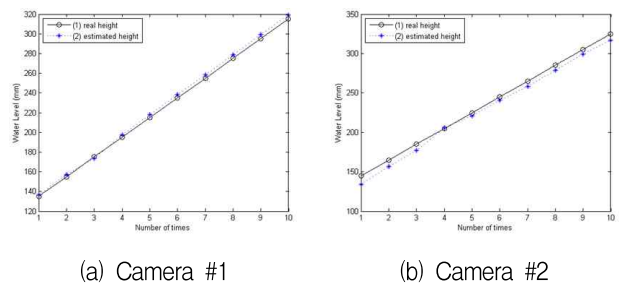 (1) real height
(2) estimated height
Water Level (mm)
320
300
280
260
240
220
200
180
160
140
120
1 2 3 4 5 6 7 8 9 10
Number of times
(a) Camera #1
(1) real height
(2) estimated height
Water Level (mm)
350
300
250
200
150
100
1 2 3 4 5 6 7 8 9 10
Number of times
(b) Camera #2